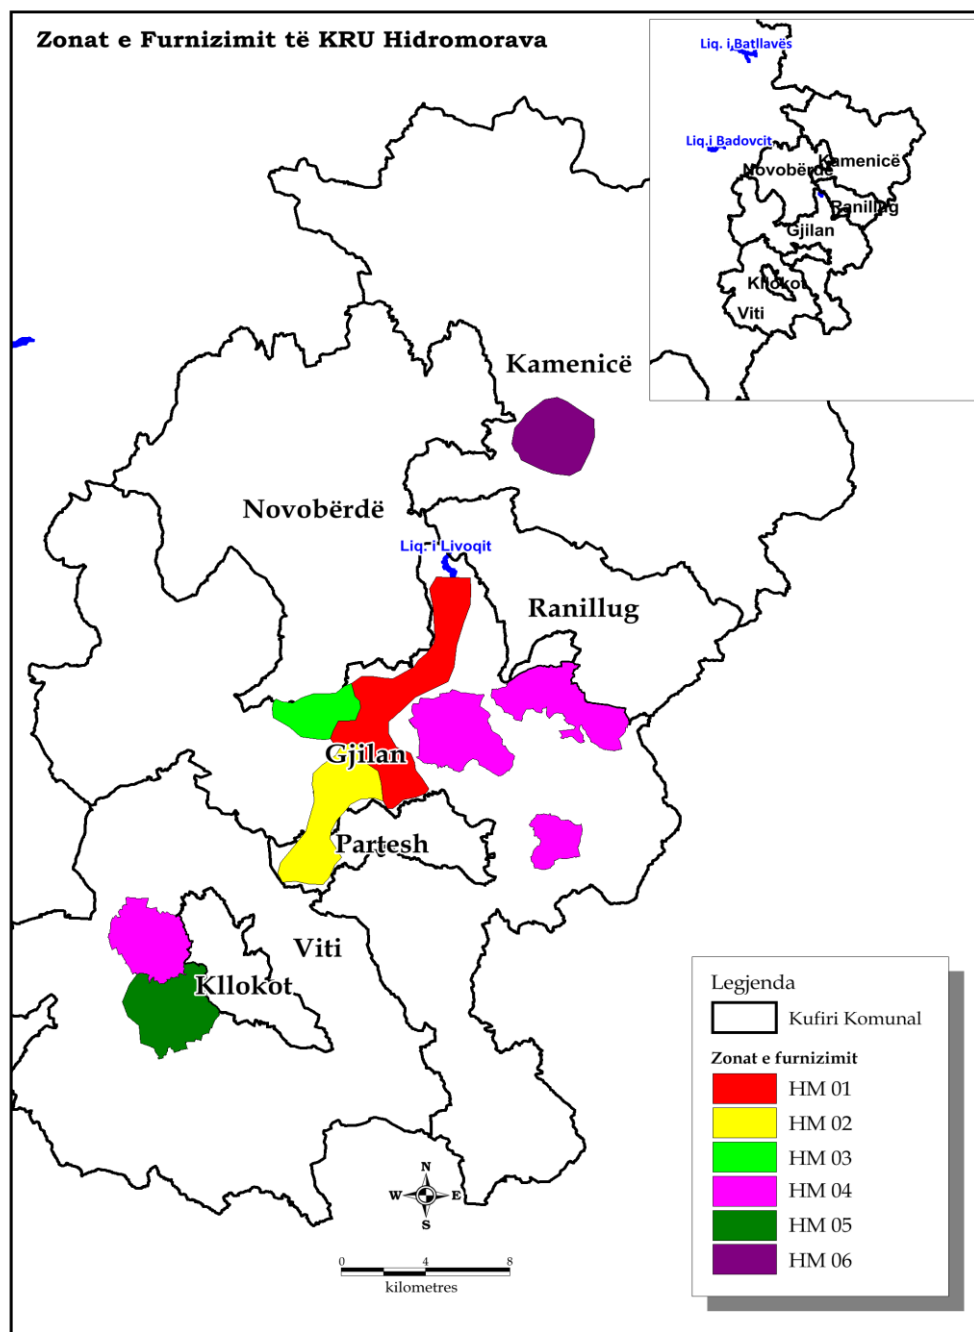 Zonat e Furnizimit të KRU Hidromorava
Liq. i Batllavës
Liq.i Badovcit
Kamenicë
Novobërdë
Ranillug
Gjilan
Kllokot
Viti
Kamenicë
Novobërdë
Liq. i Livoqit
Ranillug
Gjilan
Partesh
Viti
Kllokot
Legjenda
Kufiri Komunal
Zonat e furnizimit
HM 01
HM 02
HM 03
HM 04
HM 05
HM 06
N
W E
S
0 4 8
kilometres